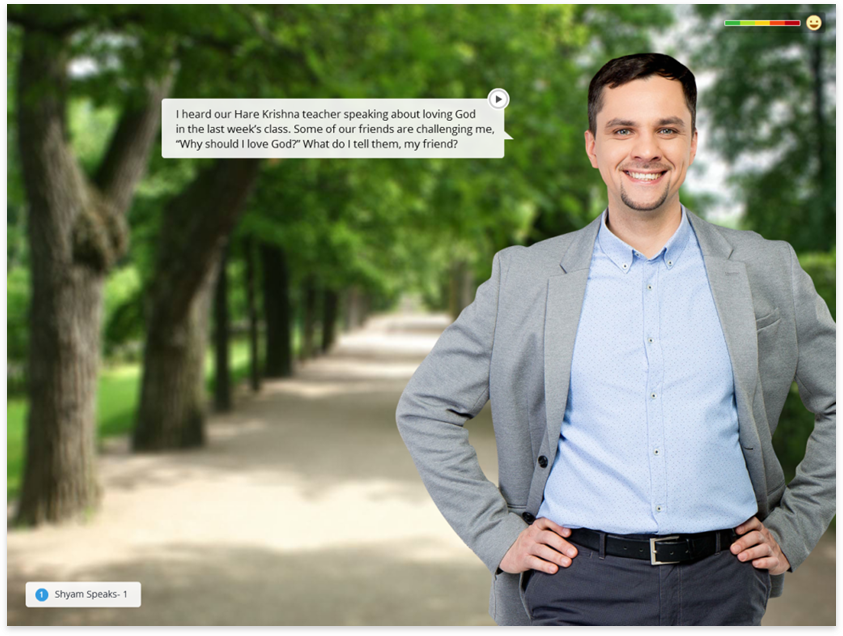 I heard our Hare Krishna teacher speaking about loving God
in the last week's class. Some of our friends are challenging me,
"Why should I love God?" What do I tell them, my friend?
1 Shyam Speaks- 1